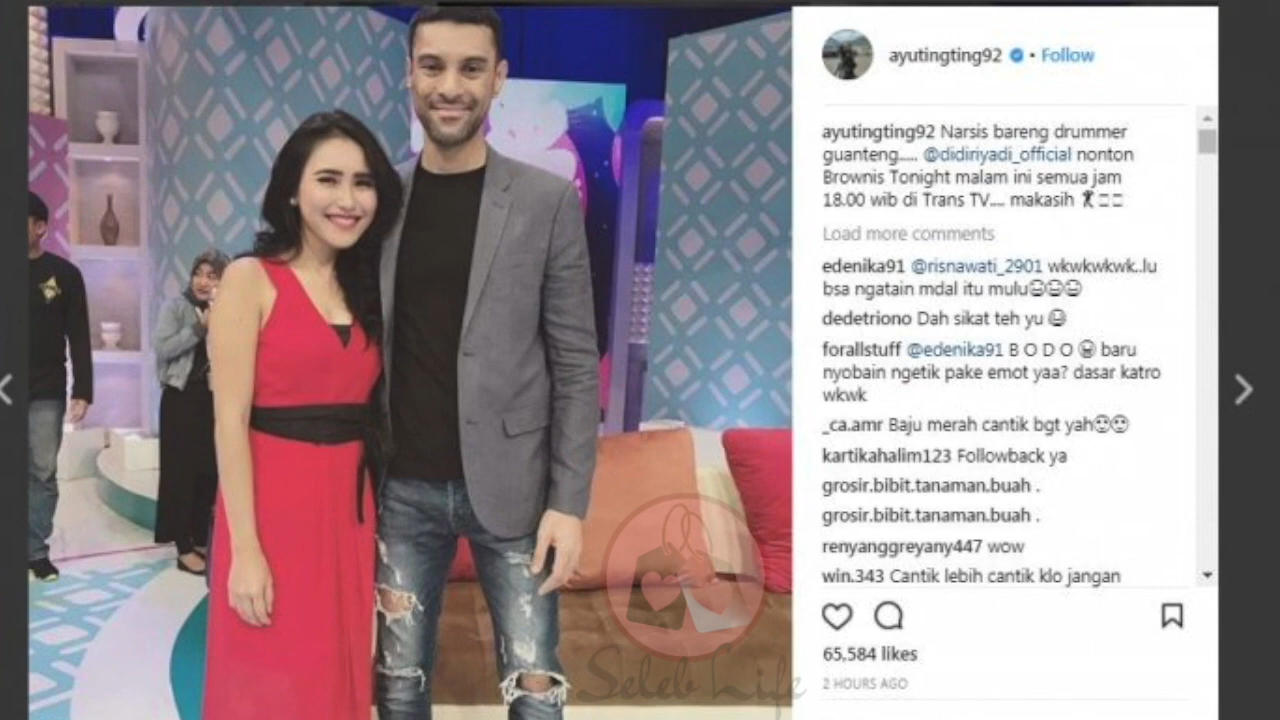 ayutingting92 • Follow
ayutingting92 Narsis bareng drummer
guanteng..... @didiriyadi_official nonton
Brownis Tonight malam ini semua jam
18.00 wib di Trans TV.... makasih
Load more comments
edenika91 @risnawati_2901 wkwkwkwk..lu
bsa ngatain mdal itu mulu😂😂😂
dedetriono Dah sikat teh yu 😂
forallstuff @edenika91 B O D O 😂 baru
nyobain ngetik pake emot yaa? dasar katro
wkwk
_ca.amr Baju merah cantik bgt yah😍😍
kartikahalim123 Followback ya
grosir.bibit.tanaman.buah .
grosir.bibit.tanaman.buah .
renyanggreyany447 wow
win.343 Cantik lebih cantik klo jangan
65,584 likes
2 HOURS AGO
Seleb Life